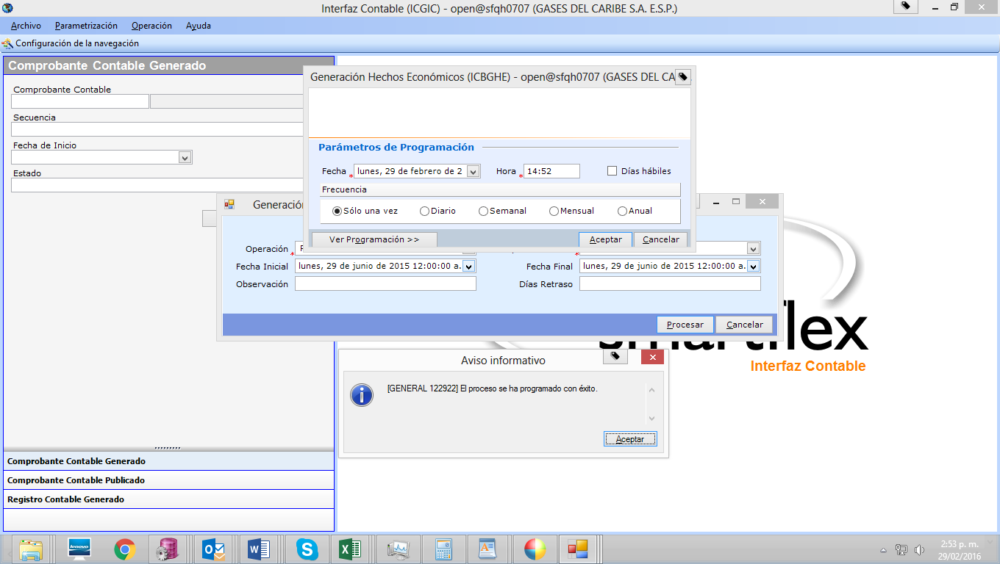 Interfaz Contable (ICGIC) - open@sfqh0707 (GASES DEL CARIBE S.A. E.S.P.)
Archivo Parametrización Operación Ayuda
Configuración de la navegación
Comprobante Contable Generado
Comprobante Contable
Secuencia
Fecha de Inicio
Estado
Generación Hechos Económicos (ICBGHE) - open@sfqh0707 (GASES DEL CA
Parámetros de Programación
Fecha * lunes, 29 de febrero de 2 Hora * 14:52 Días hábiles
Frecuencia
Sólo una vez Diario Semanal Mensual Anual
Ver Programación >> Aceptar Cancelar
Generación
Operación *
Fecha Inicial lunes, 29 de junio de 2015 12:00:00 a. Fecha Final lunes, 29 de junio de 2015 12:00:00 a.
Observación Días Retraso
Procesar Cancelar
smartflex
Interfaz Contable
Aviso informativo
[GENERAL 122922] El proceso se ha programado con éxito.
Aceptar
Comprobante Contable Generado
Comprobante Contable Publicado
Registro Contable Generado
lenovo
2:53 p. m.
29/02/2016